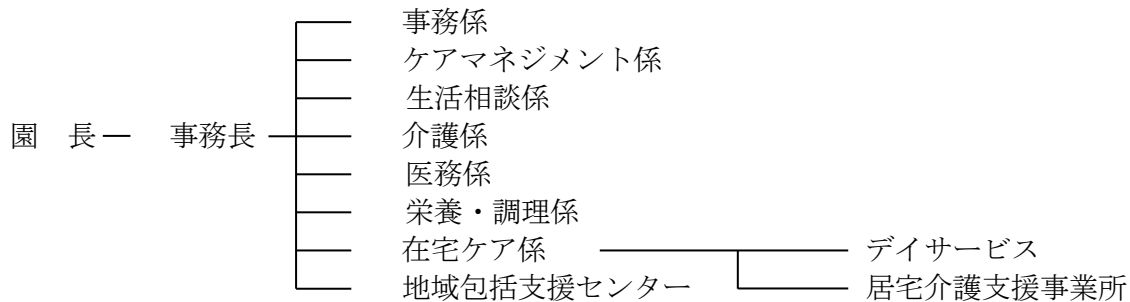 事務係
ケアマネジメント係
生活相談係
園　長 事務長 介護係
医務係
栄養・調理係
在宅ケア係 デイサービス
地域包括支援センター 居宅介護支援事業所